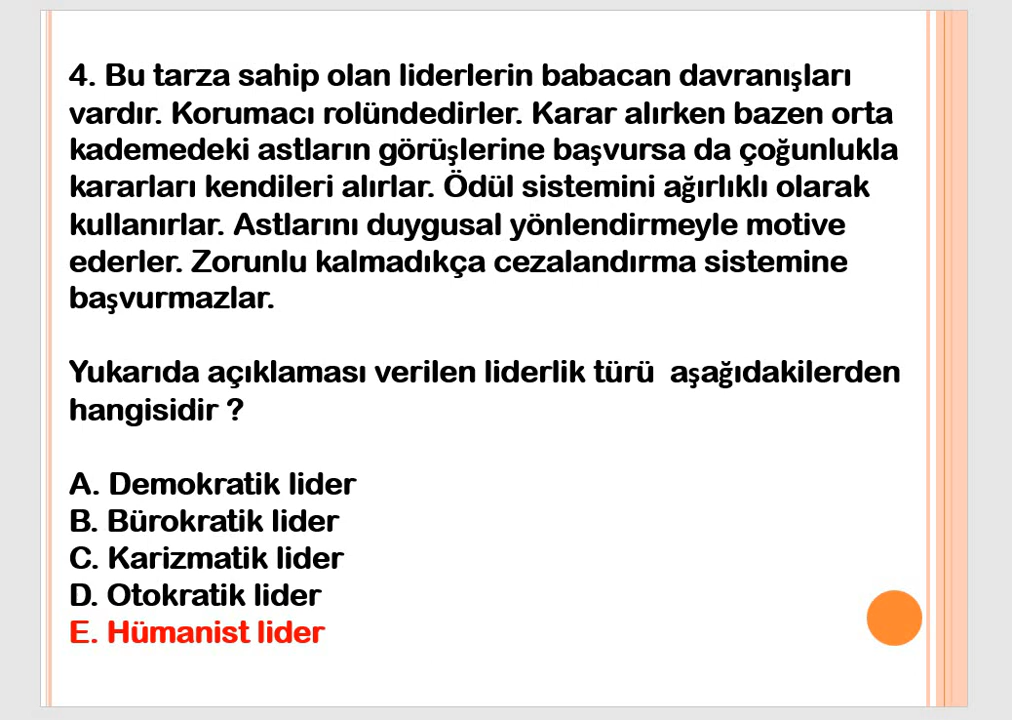 4. Bu tarza sahip olan liderlerin babacan davranışları
vardır. Korumacı rolündedirler. Karar alırken bazen orta
kademedeki astların görüşlerine başvursa da çoğunlukla
kararları kendileri alırlar. Ödül sistemini ağırlıklı olarak
kullanırlar. Astlarını duygusal yönlendirmeyle motive
ederler. Zorunlu kalmadıkça cezalandırma sistemine
başvurmazlar.
Yukarıda açıklaması verilen liderlik türü aşağıdakilerden
hangisidir ?
A. Demokratik lider
B. Bürokratik lider
C. Karizmatik lider
D. Otokratik lider
E. Hümanist lider